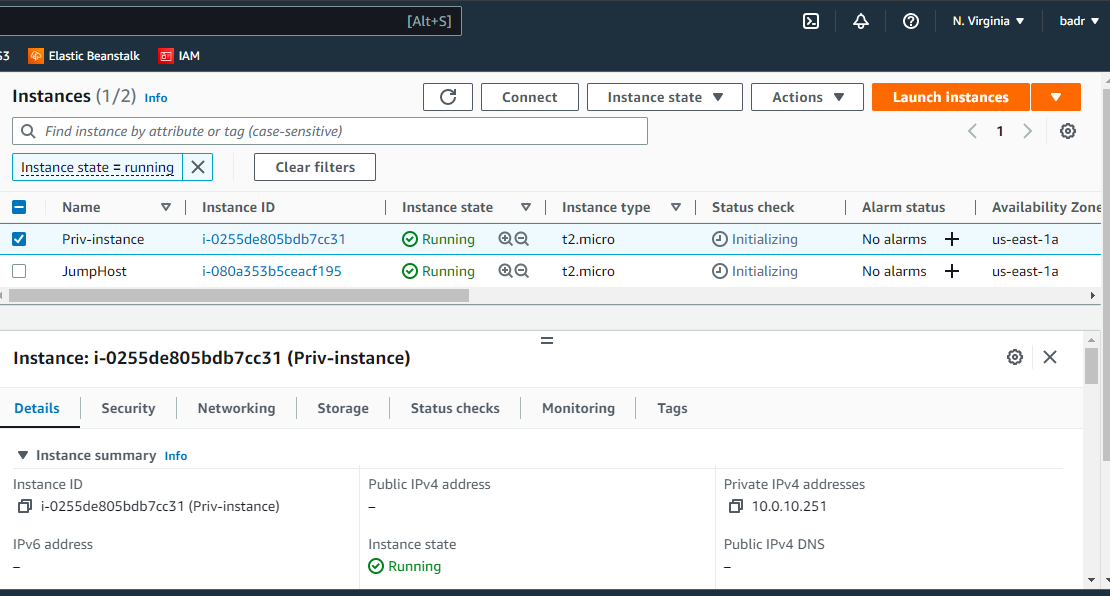 [Alt+S] N. Virginia badr
S3 Elastic Beanstalk IAM
Instances (1/2) Info Connect Instance state Actions Launch instances
Find instance by attribute or tag (case-sensitive) 1
Instance state = running Clear filters
Name Instance ID Instance state Instance type Status check Alarm status Availability Zone
Priv-instance i-0255de805bdb7cc31 Running t2.micro Initializing No alarms us-east-1a
JumpHost i-080a353b5ceacf195 Running t2.micro Initializing No alarms us-east-1a
Instance: i-0255de805bdb7cc31 (Priv-instance)
Details Security Networking Storage Status checks Monitoring Tags
Instance summary Info
Instance ID Public IPv4 address Private IPv4 addresses
i-0255de805bdb7cc31 (Priv-instance) – 10.0.10.251
IPv6 address Instance state Public IPv4 DNS
– Running –